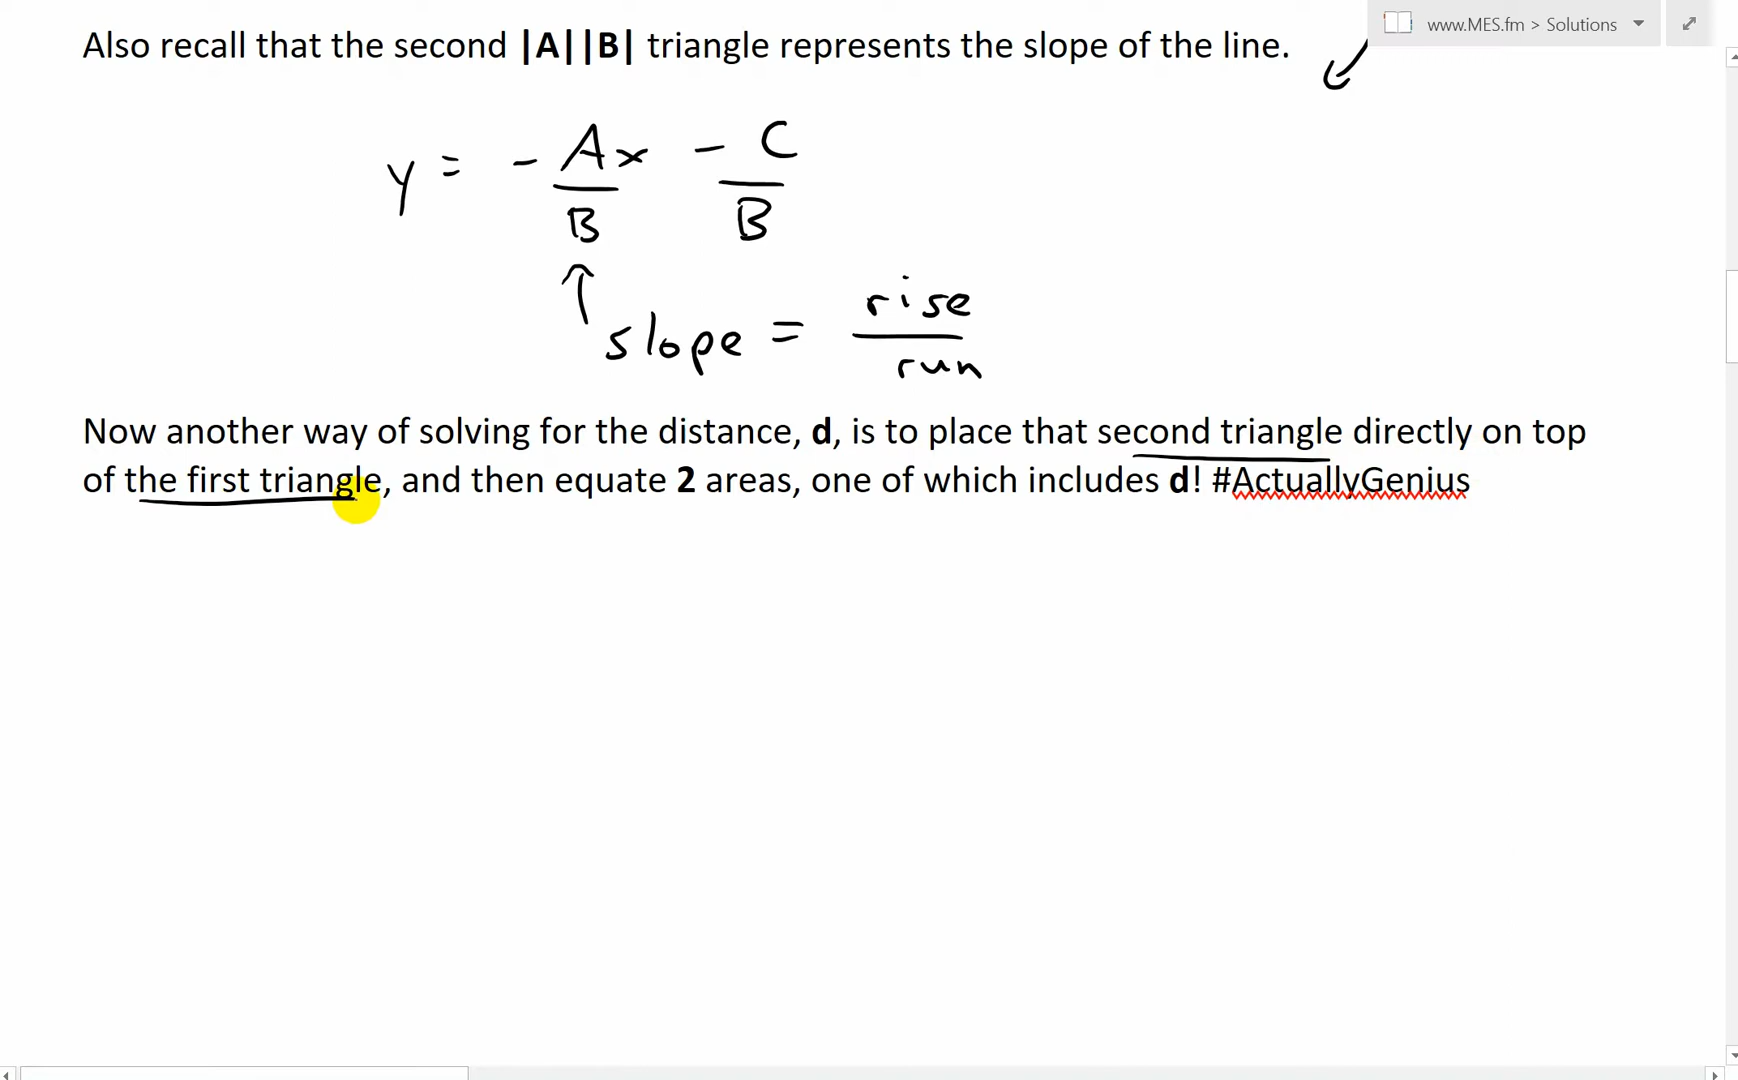 www.MES.fm > Solutions
Also recall that the second |A||B| triangle represents the slope of the line.
y = - Ax/B - C/B
slope = rise/run
Now another way of solving for the distance, d, is to place that second triangle directly on top
of the first triangle, and then equate 2 areas, one of which includes d! #ActuallyGenius